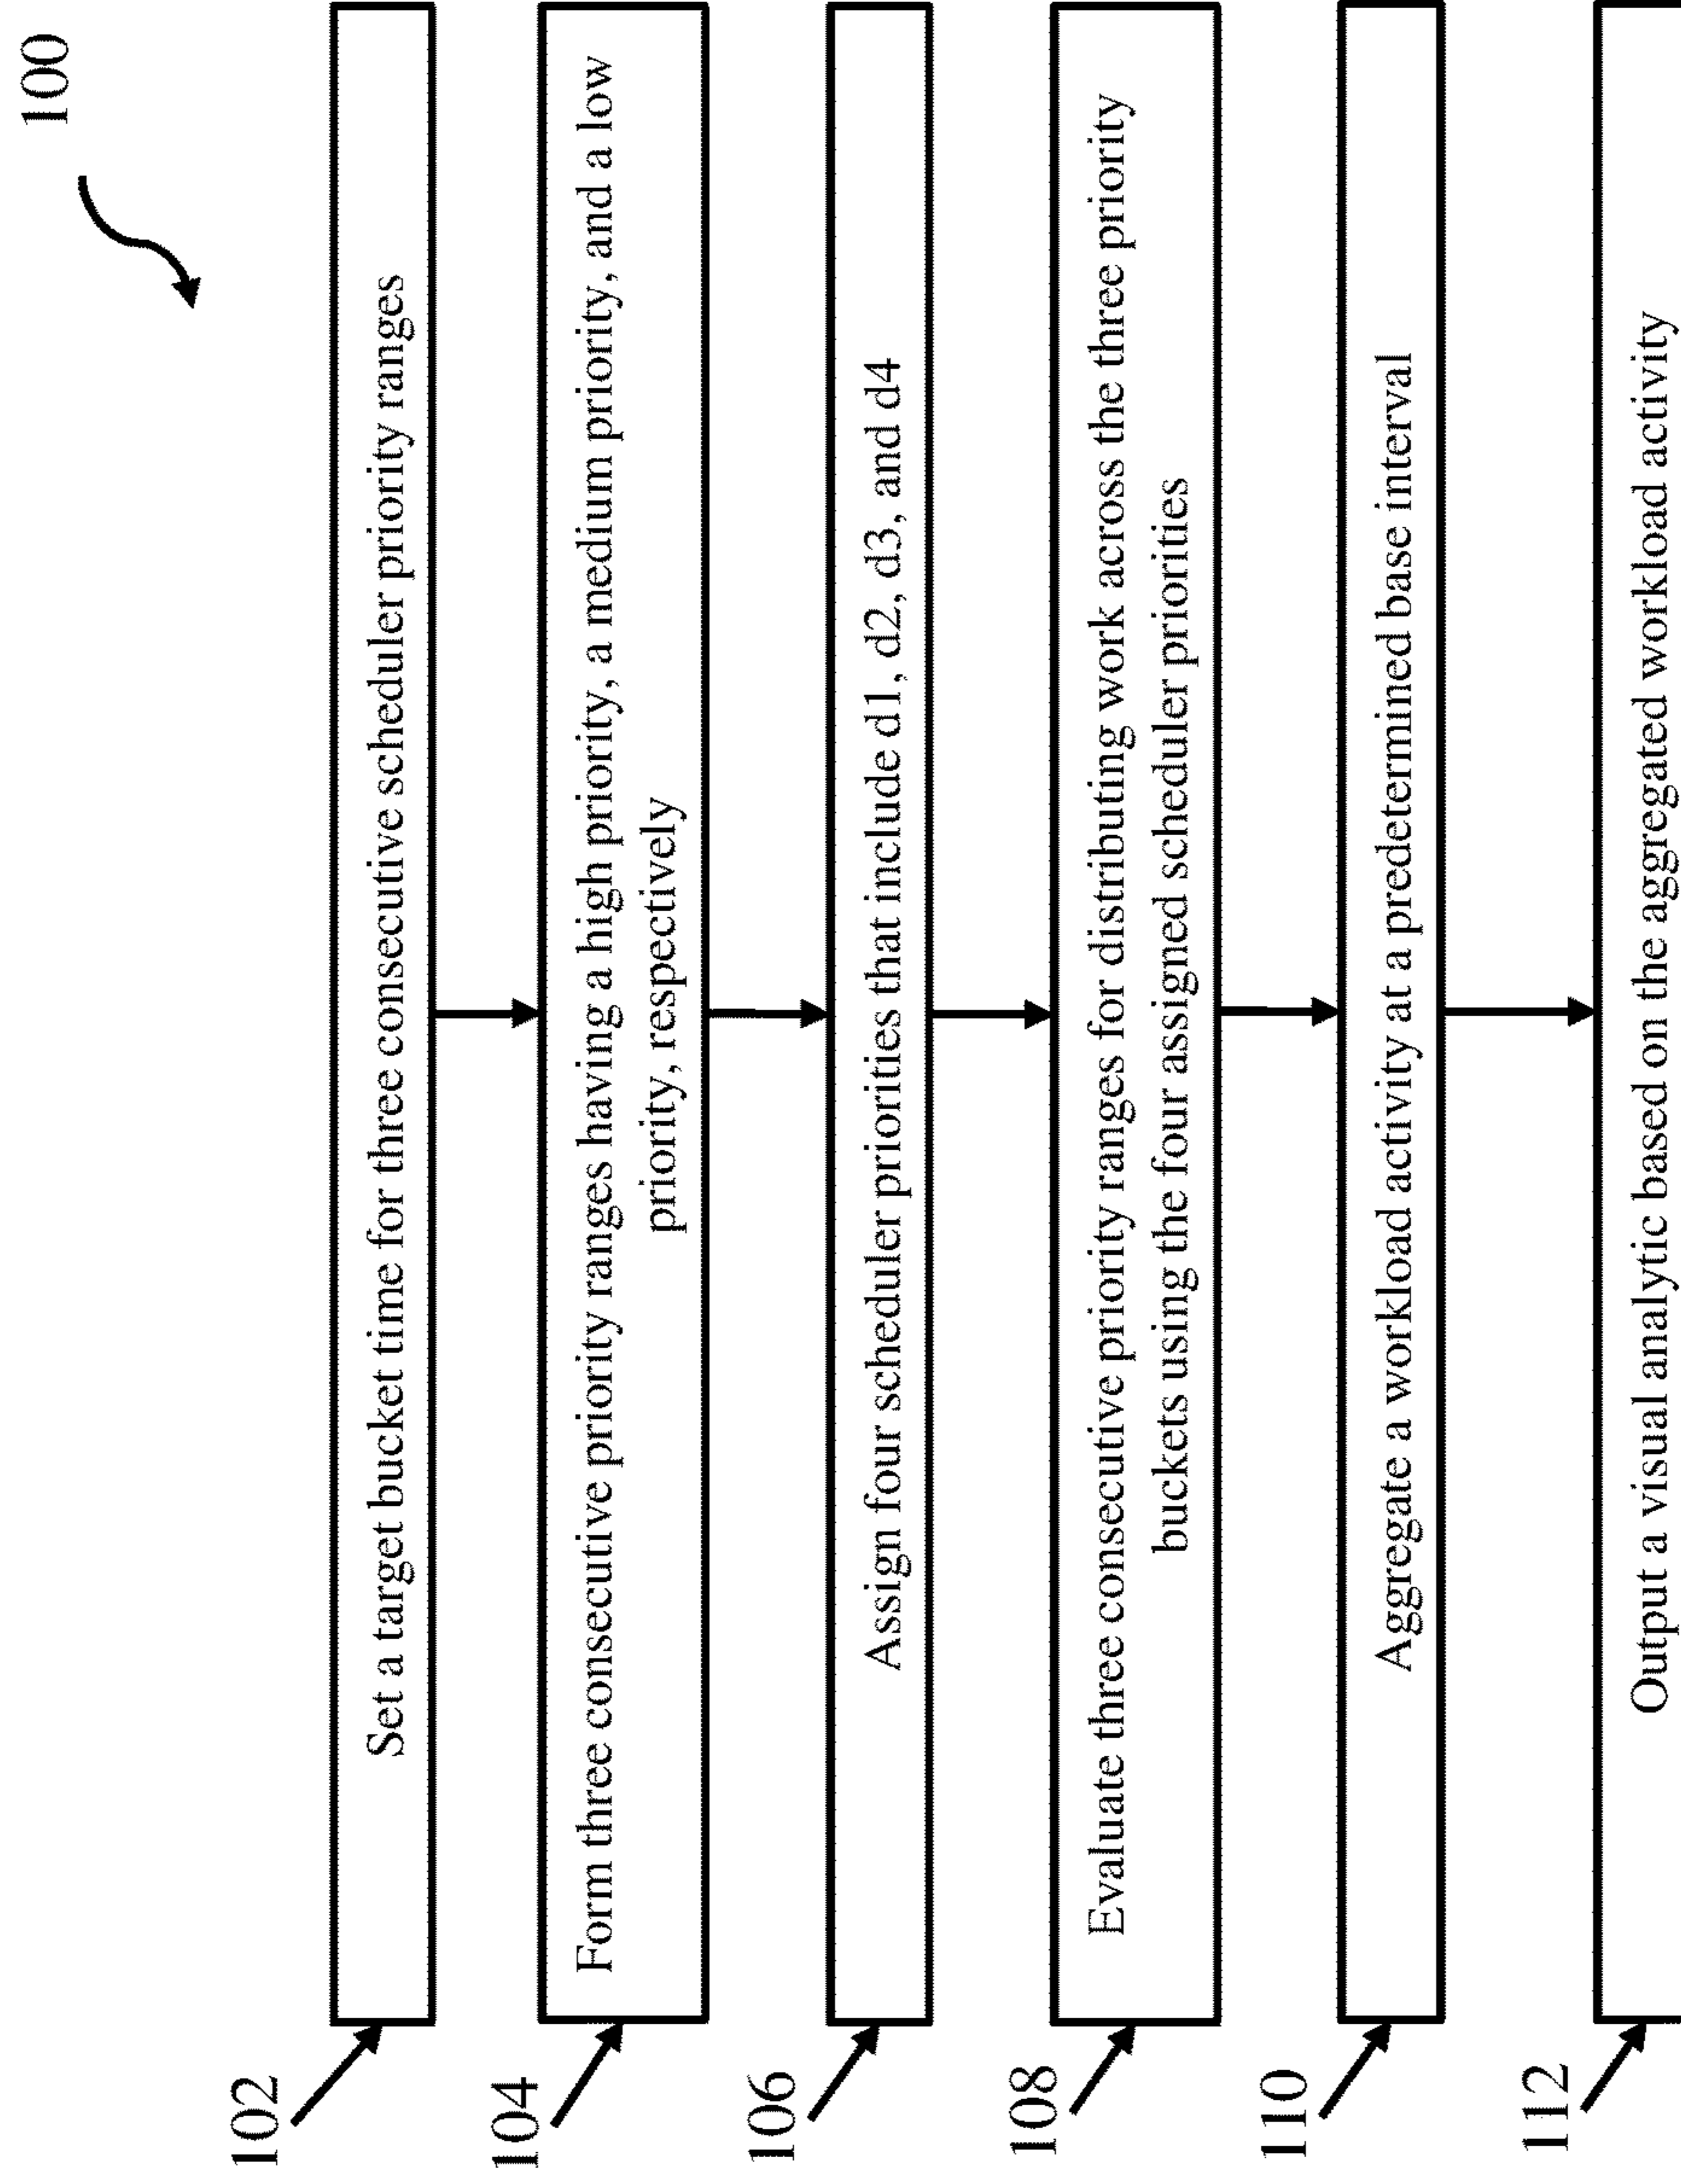 100
102
Set a target bucket time for three consecutive scheduler priority ranges
104
Form three consecutive priority ranges having a high priority, a medium priority, and a low
priority, respectively
106
Assign four scheduler priorities that include d1, d2, d3, and d4
108
Evaluate three consecutive priority ranges for distributing work across the three priority
buckets using the four assigned scheduler priorities
110
Aggregate a workload activity at a predetermined base interval
112
Output a visual analytic based on the aggregated workload activity